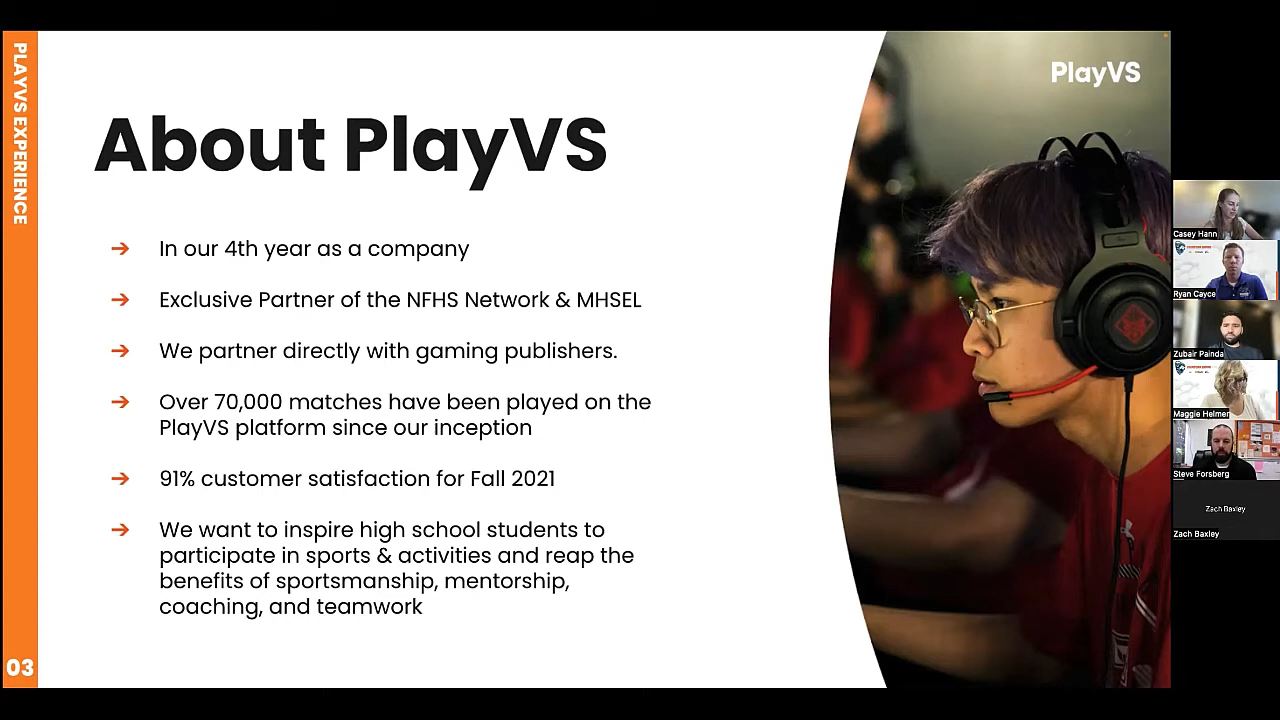 PLAYVS EXPERIENCE
About PlayVS
→ In our 4th year as a company
→ Exclusive Partner of the NFHS Network & MHSEL
→ We partner directly with gaming publishers.
→ Over 70,000 matches have been played on the
PlayVS platform since our inception
→ 91% customer satisfaction for Fall 2021
→ We want to inspire high school students to
participate in sports & activities and reap the
benefits of sportsmanship, mentorship,
coaching, and teamwork
03
PlayVS
Casey Hann
Ryan Cayce
Zubair Painda
Maggie Helmer
Steve Forsberg
Zach Baxley
Zach Baxley